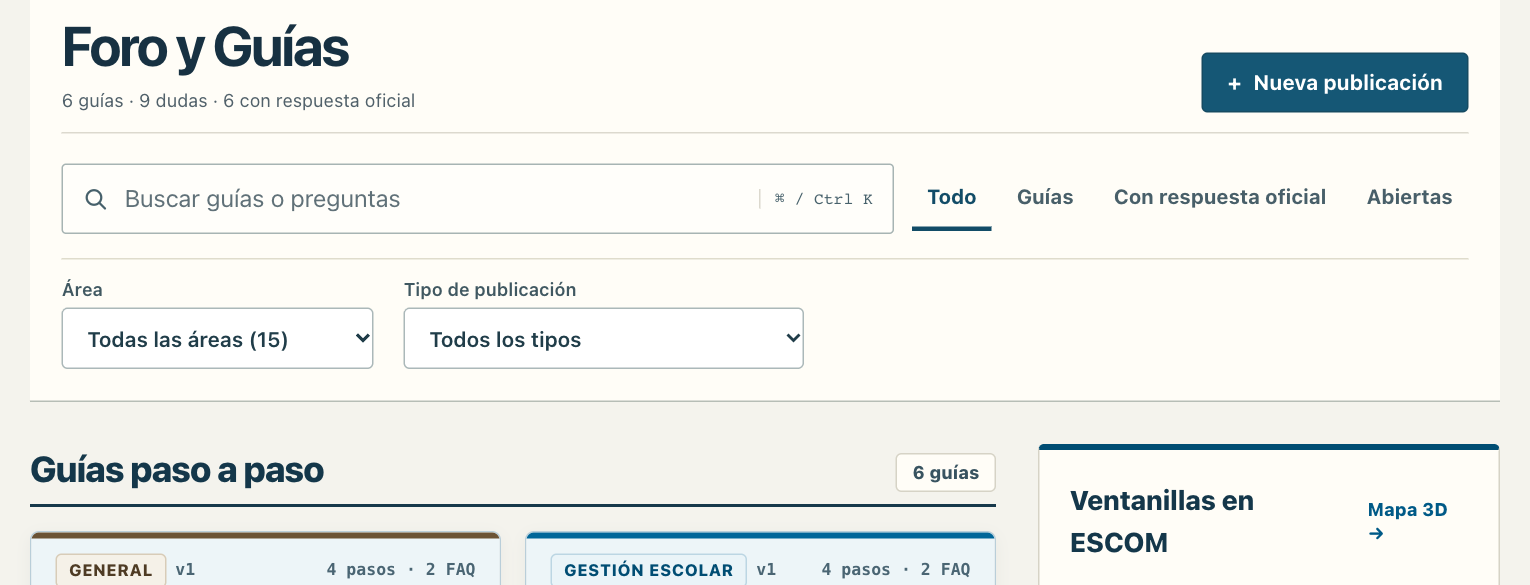 Foro y Guías
6 guías · 9 dudas · 6 con respuesta oficial
+ Nueva publicación
Buscar guías o preguntas
⌘ / Ctrl K
Todo
Guías
Con respuesta oficial
Abiertas
Área
Tipo de publicación
Todas las áreas (15)
Todos los tipos
Guías paso a paso
6 guías
GENERAL v1 4 pasos · 2 FAQ
GESTIÓN ESCOLAR v1 4 pasos · 2 FAQ
Ventanillas en
ESCOM
Mapa 3D
→